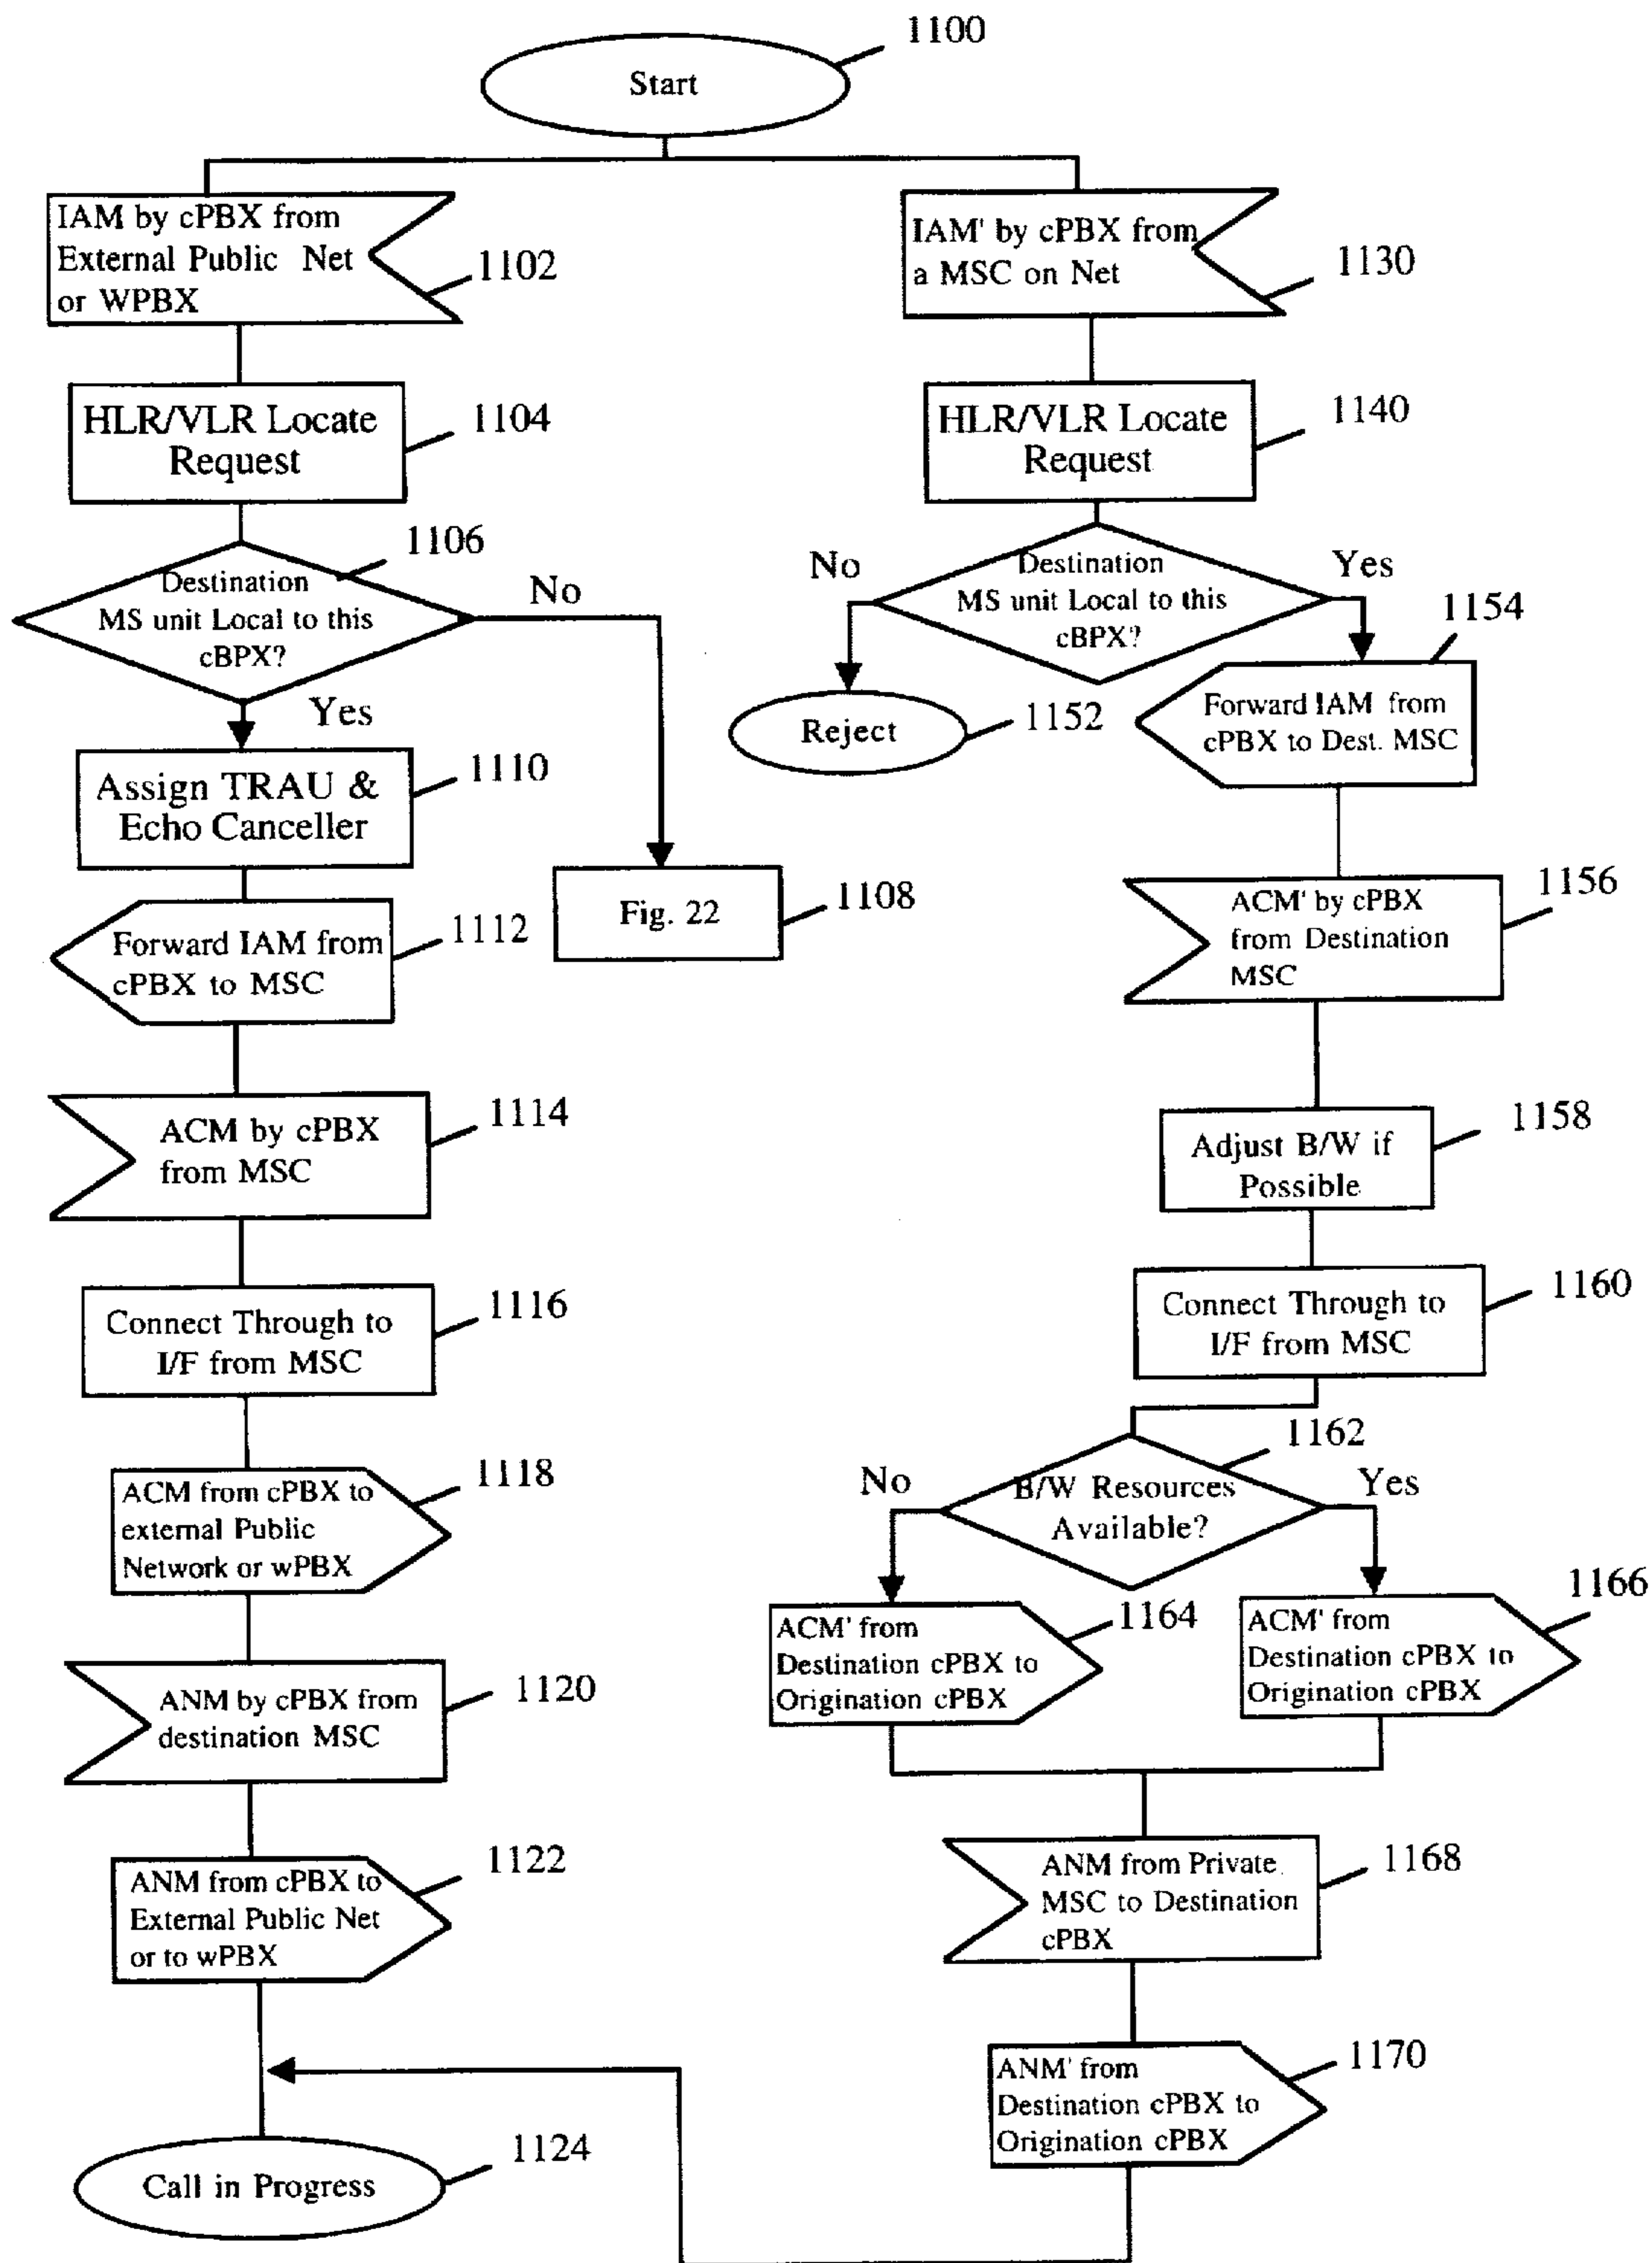 1100
Start
IAM by cPBX from
External Public Net
or WPBX
1102
HLR/VLR Locate
Request
1104
1106
Destination
MS unit Local to this
cBPX?
No
Yes
Assign TRAU &
Echo Canceller
1110
Fig. 22
1108
Forward IAM from
cPBX to MSC
1112
ACM by cPBX
from MSC
1114
Connect Through to
I/F from MSC
1116
ACM from cPBX to
external Public
Network or wPBX
1118
ANM by cPBX from
destination MSC
1120
ANM from cPBX to
External Public Net
or to wPBX
1122
Call in Progress
1124
IAM' by cPBX from
a MSC on Net
1130
HLR/VLR Locate
Request
1140
Destination
MS unit Local to this
cBPX?
No
Yes
Reject
1152
1154
Forward IAM from
cPBX to Dest. MSC
ACM' by cPBX
from Destination
MSC
1156
Adjust B/W if
Possible
1158
Connect Through to
I/F from MSC
1160
1162
B/W Resources
Available?
No
Yes
ACM' from
Destination cPBX to
Origination cPBX
1164
ACM' from
Destination cPBX to
Origination cPBX
1166
ANM from Private
MSC to Destination
cPBX
1168
ANM' from
Destination cPBX to
Origination cPBX
1170